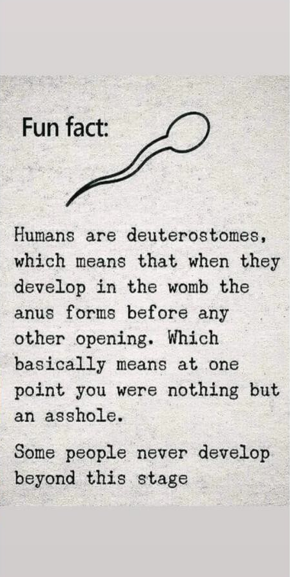 Fun fact:
Humans are deuterostomes,
which means that when they
develop in the womb the
anus forms before any
other opening. Which
basically means at one
point you were nothing but
an asshole.
Some people never develop
beyond this stage